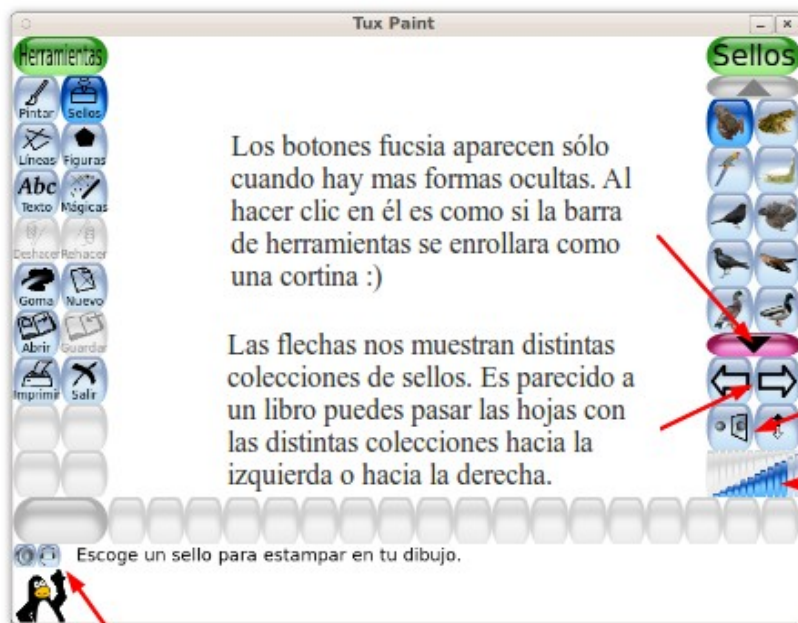 Tux Paint
Herramientas
Sellos
Pintar Sellos
Líneas Figuras
Abc
Texto Mágicas
Deshacer Rehacer
Goma Nuevo
Abrir Guardar
Imprimir Salir
Los botones fucsia aparecen sólo
cuando hay mas formas ocultas. Al
hacer clic en él es como si la barra
de herramientas se enrollara como
una cortina :)
Las flechas nos muestran distintas
colecciones de sellos. Es parecido a
un libro puedes pasar las hojas con
las distintas colecciones hacia la
izquierda o hacia la derecha.
Escoge un sello para estampar en tu dibujo.